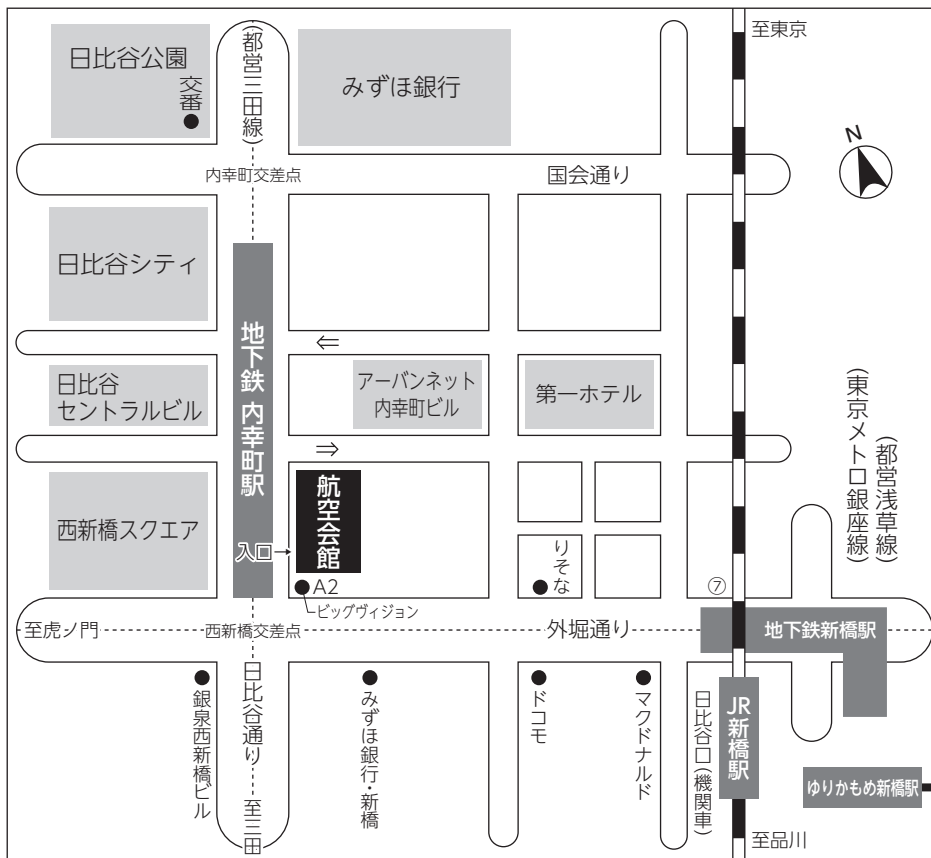 日比谷公園
交番
(都営三田線)
みずほ銀行
至東京
N
内幸町交差点
国会通り
日比谷シティ
地下鉄 内幸町駅
⇐
日比谷
セントラルビル
アーバンネット
内幸町ビル
第一ホテル
⇒
(都営浅草線)
(東京メトロ銀座線)
西新橋スクエア
航空会館
入口→
A2
ビッグヴィジョン
りそな
⑦
至虎ノ門
西新橋交差点
外堀通り
地下鉄新橋駅
銀泉西新橋ビル
日比谷通り
至三田
みずほ銀行・新橋
ドコモ
マクドナルド
日比谷口(機関車)
JR
新橋駅
ゆりかもめ新橋駅
至品川